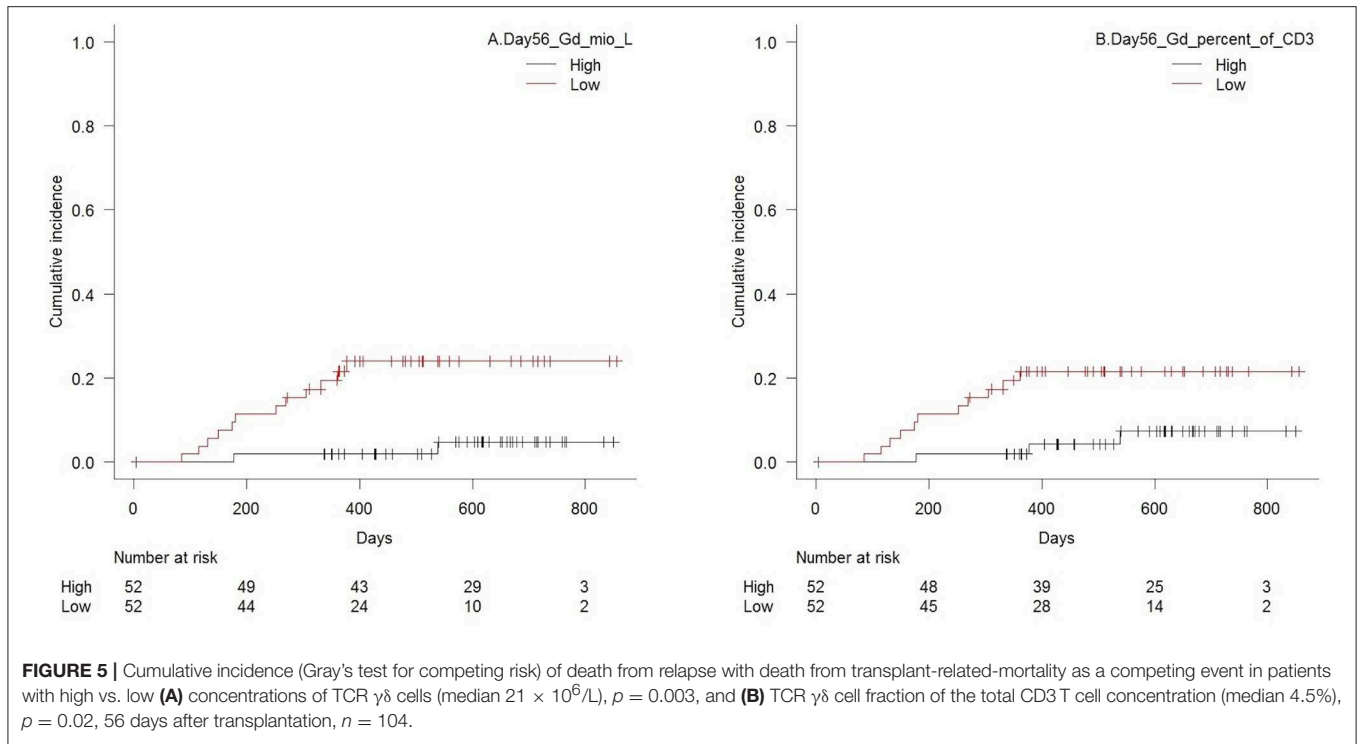 A.Day56_Gd_mio_L
High
Low
1.0
0.8
0.6
0.4
0.2
0.0
Cumulative incidence
0 200 400 600 800
Days
Number at risk
High 52 49 43 29 3
Low 52 44 24 10 2
B.Day56_Gd_percent_of_CD3
High
Low
1.0
0.8
0.6
0.4
0.2
0.0
Cumulative incidence
0 200 400 600 800
Days
Number at risk
High 52 48 39 25 3
Low 52 45 28 14 2
FIGURE 5 | Cumulative incidence (Gray's test for competing risk) of death from relapse with death from transplant-related-mortality as a competing event in patients
with high vs. low (A) concentrations of TCR γδ cells (median 21 × 10⁶/L), p = 0.003, and (B) TCR γδ cell fraction of the total CD3 T cell concentration (median 4.5%),
p = 0.02, 56 days after transplantation, n = 104.